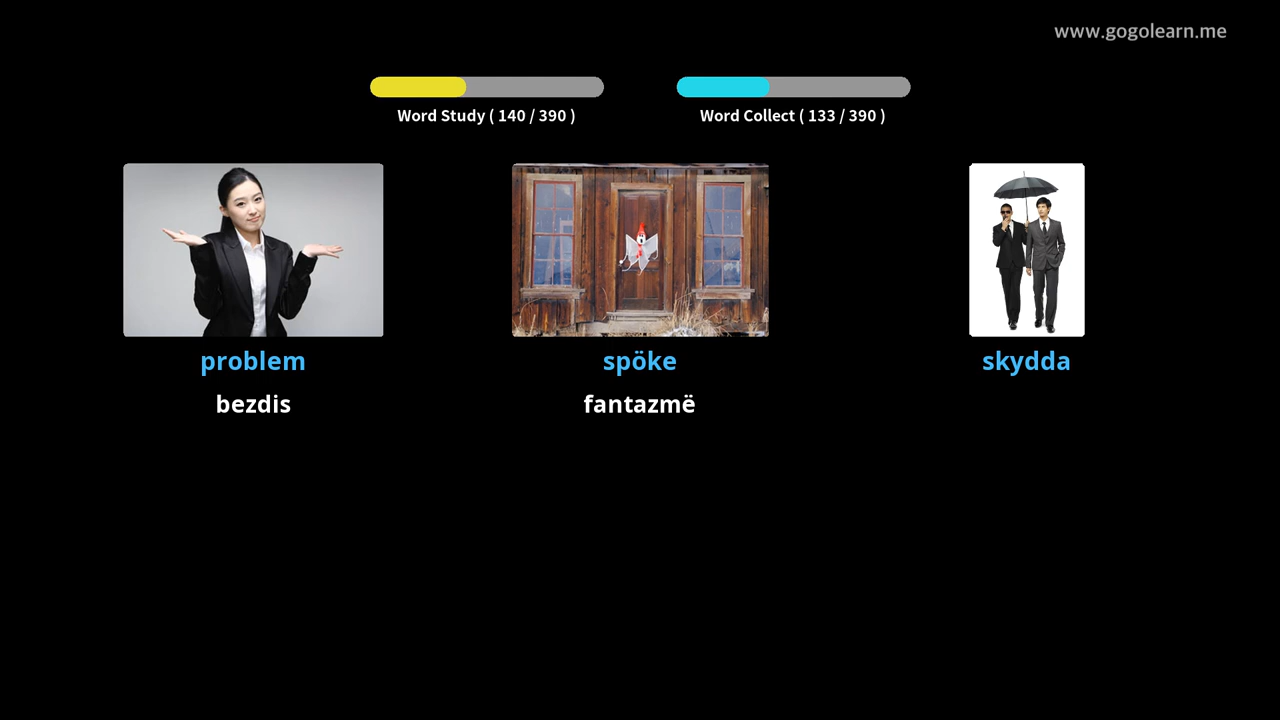 www.gogolearn.me
Word Study ( 140 / 390 )
Word Collect ( 133 / 390 )
problem
bezdis
spöke
fantazmë
skydda